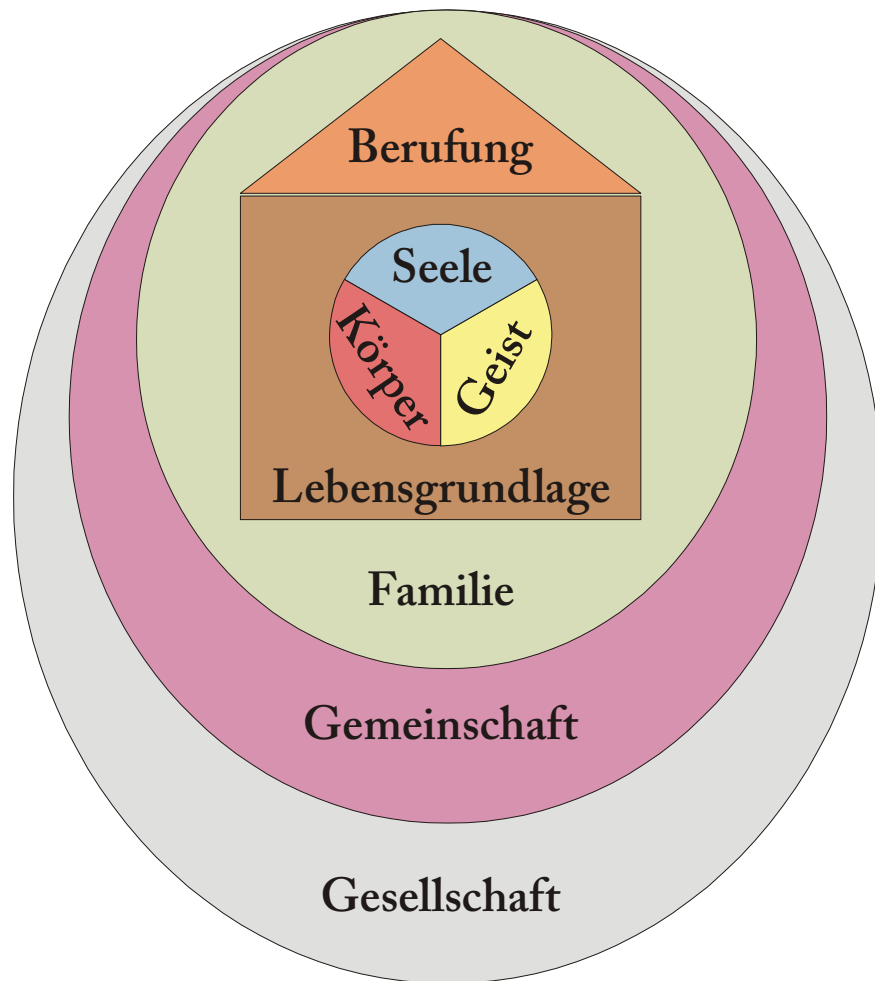 Berufung
Seele
Körper
Geist
Lebensgrundlage
Familie
Gemeinschaft
Gesellschaft